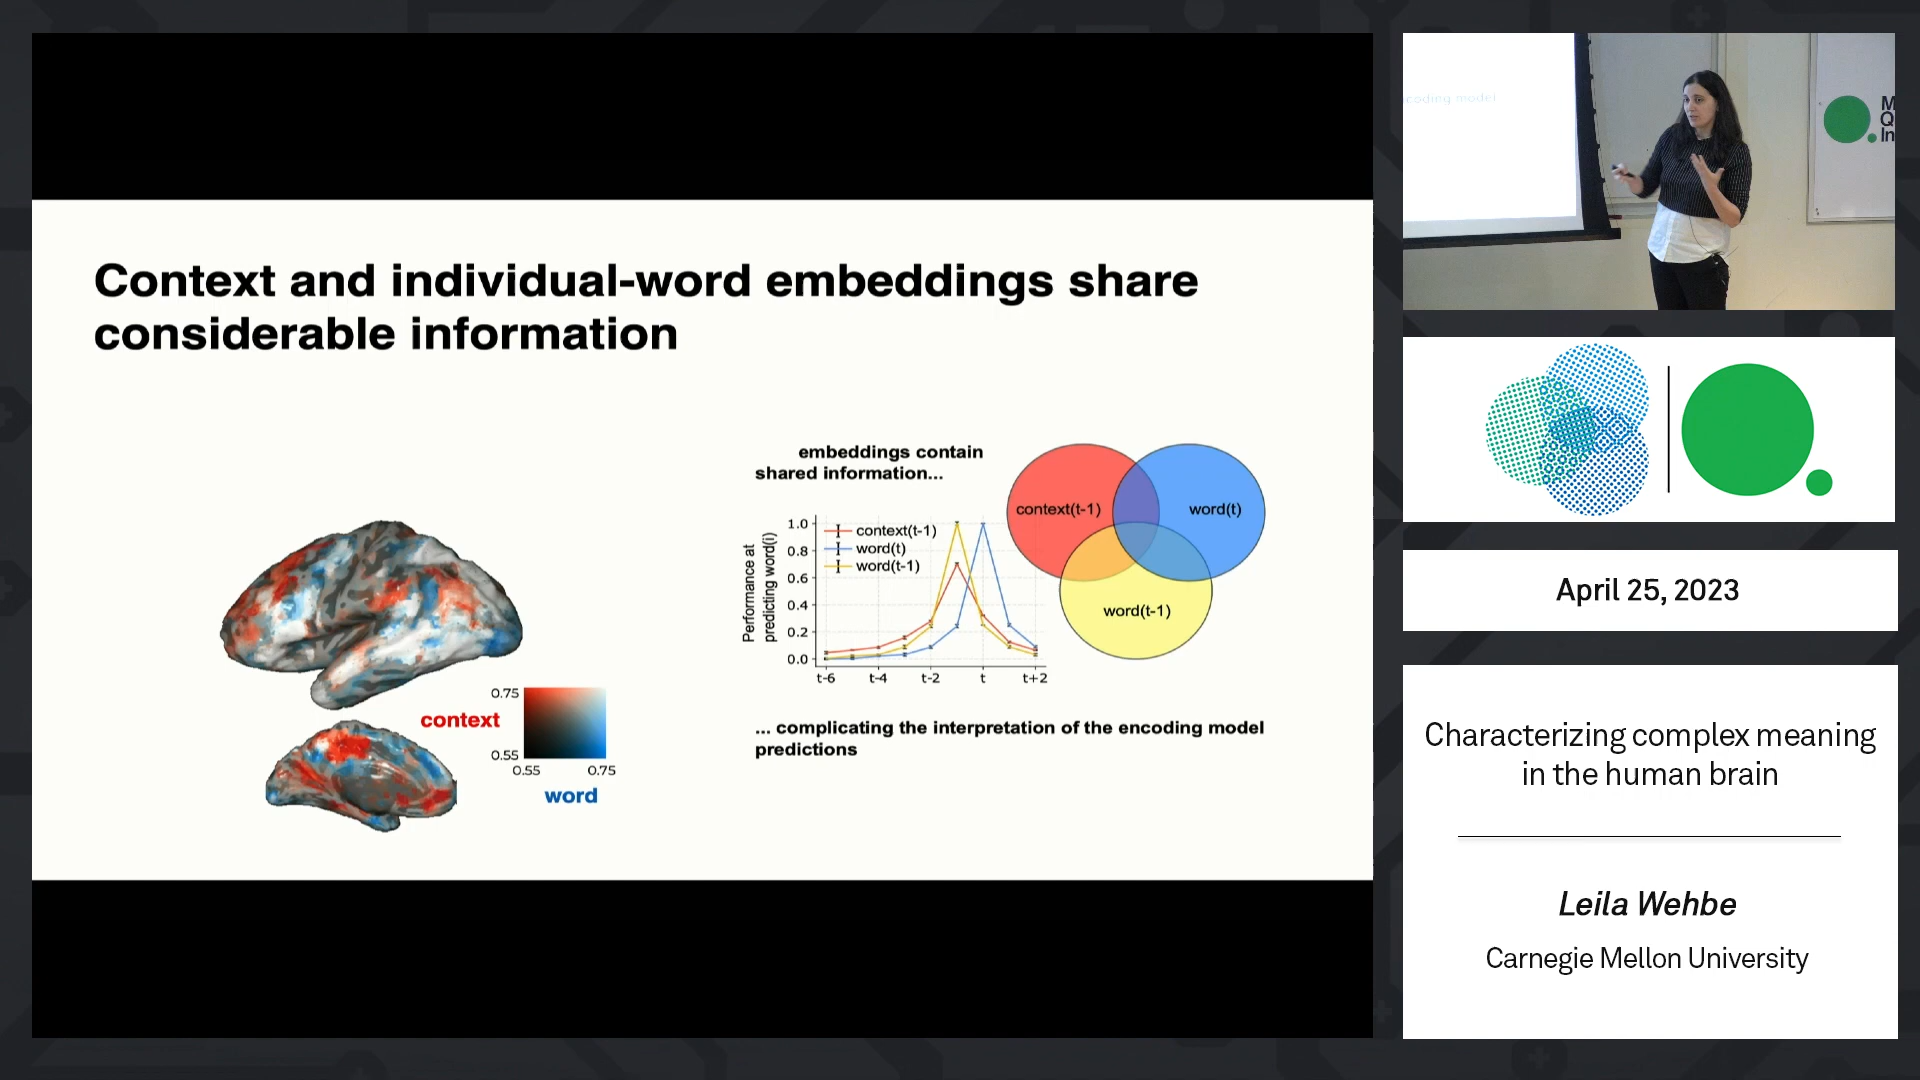 Context and individual-word embeddings share
considerable information
embeddings contain
shared information...
context(t-1)
word(t)
word(t-1)
Performance at
predicting word(i)
1.0
0.8
0.6
0.4
0.2
0.0
context(t-1)
word(t)
word(t-1)
t-6
t-4
t-2
t
t+2
... complicating the interpretation of the encoding model
predictions
0.75
context
0.55
0.55
0.75
word
coding model
M
Q
In
April 25, 2023
Characterizing complex meaning
in the human brain
Leila Wehbe
Carnegie Mellon University